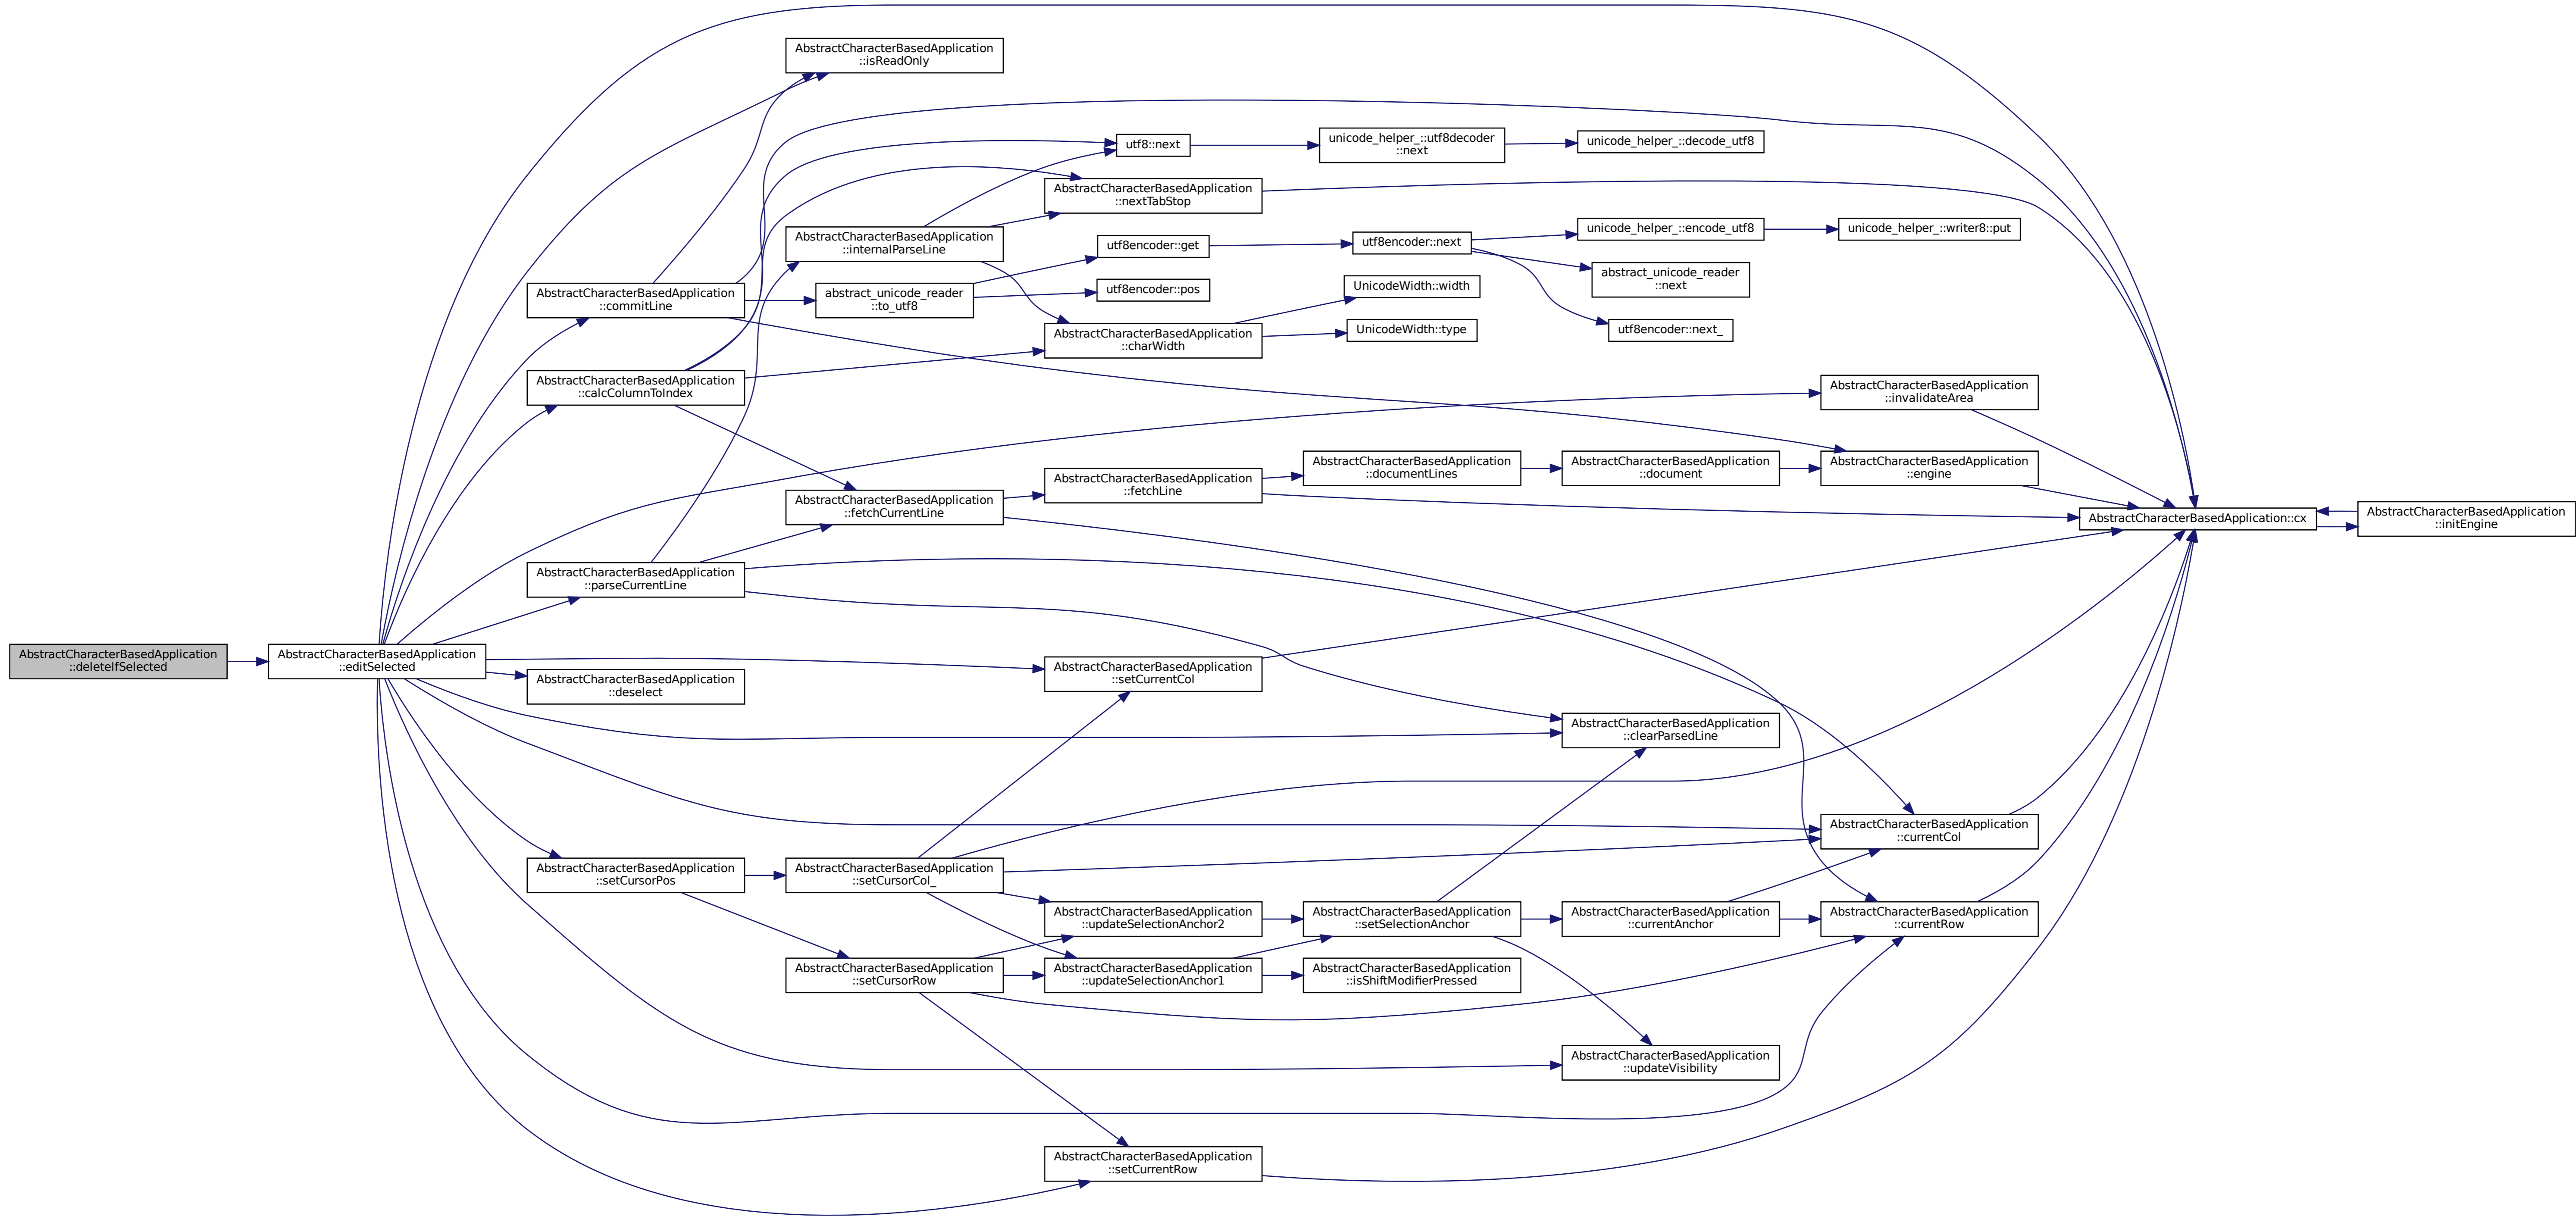 AbstractCharacterBasedApplication
::deleteIfSelected
AbstractCharacterBasedApplication
::editSelected
AbstractCharacterBasedApplication
::commitLine
AbstractCharacterBasedApplication
::calcColumnToIndex
AbstractCharacterBasedApplication
::parseCurrentLine
AbstractCharacterBasedApplication
::deselect
AbstractCharacterBasedApplication
::setCursorPos
AbstractCharacterBasedApplication
::isReadOnly
AbstractCharacterBasedApplication
::internalParseLine
abstract_unicode_reader
::to_utf8
AbstractCharacterBasedApplication
::fetchCurrentLine
AbstractCharacterBasedApplication
::setCursorCol_
AbstractCharacterBasedApplication
::setCursorRow
utf8::next
AbstractCharacterBasedApplication
::nextTabStop
utf8encoder::get
utf8encoder::pos
AbstractCharacterBasedApplication
::charWidth
AbstractCharacterBasedApplication
::fetchLine
AbstractCharacterBasedApplication
::setCurrentCol
AbstractCharacterBasedApplication
::updateSelectionAnchor2
AbstractCharacterBasedApplication
::updateSelectionAnchor1
AbstractCharacterBasedApplication
::setCurrentRow
unicode_helper_::utf8decoder
::next
utf8encoder::next
UnicodeWidth::width
UnicodeWidth::type
AbstractCharacterBasedApplication
::documentLines
AbstractCharacterBasedApplication
::setSelectionAnchor
AbstractCharacterBasedApplication
::isShiftModifierPressed
unicode_helper_::decode_utf8
unicode_helper_::encode_utf8
abstract_unicode_reader
::next
utf8encoder::next_
AbstractCharacterBasedApplication
::document
AbstractCharacterBasedApplication
::clearParsedLine
AbstractCharacterBasedApplication
::currentAnchor
AbstractCharacterBasedApplication
::updateVisibility
unicode_helper_::writer8::put
AbstractCharacterBasedApplication
::invalidateArea
AbstractCharacterBasedApplication
::engine
AbstractCharacterBasedApplication
::currentCol
AbstractCharacterBasedApplication
::currentRow
AbstractCharacterBasedApplication::cx
AbstractCharacterBasedApplication
::initEngine